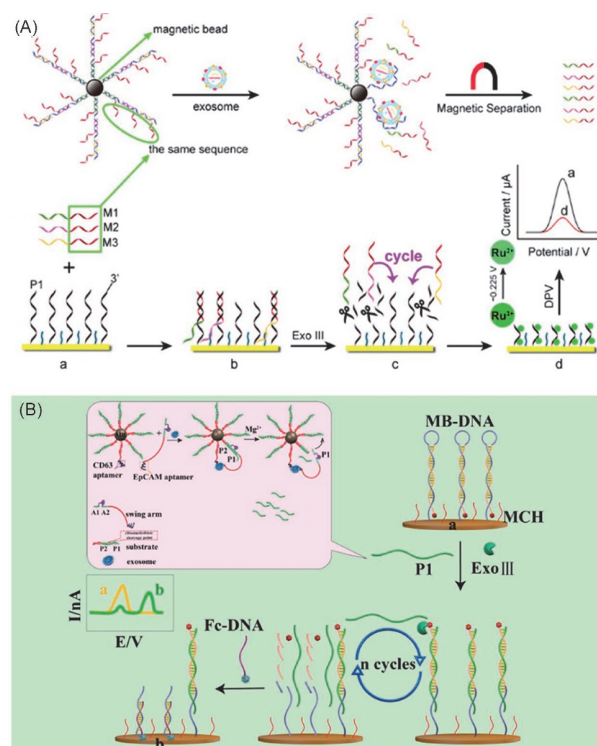 (A)
magnetic bead
exosome
Magnetic Separation
the same sequence
M1
M2
M3
+
P1
3'
a
b
Exo III
cycle
c
Current / μA
a
d
Potential / V
Ru²⁺
~0.225 V
Ru³⁺
DPV
d
(B)
CD63
aptamer
EpCAM aptamer
P2
P1
Mg²⁺
P1
A1 A2
swing arm
P2 P1
substrate
exosome
MB-DNA
a
MCH
P1
Exo III
I/nA
a
b
E/V
Fc-DNA
n cycles
b